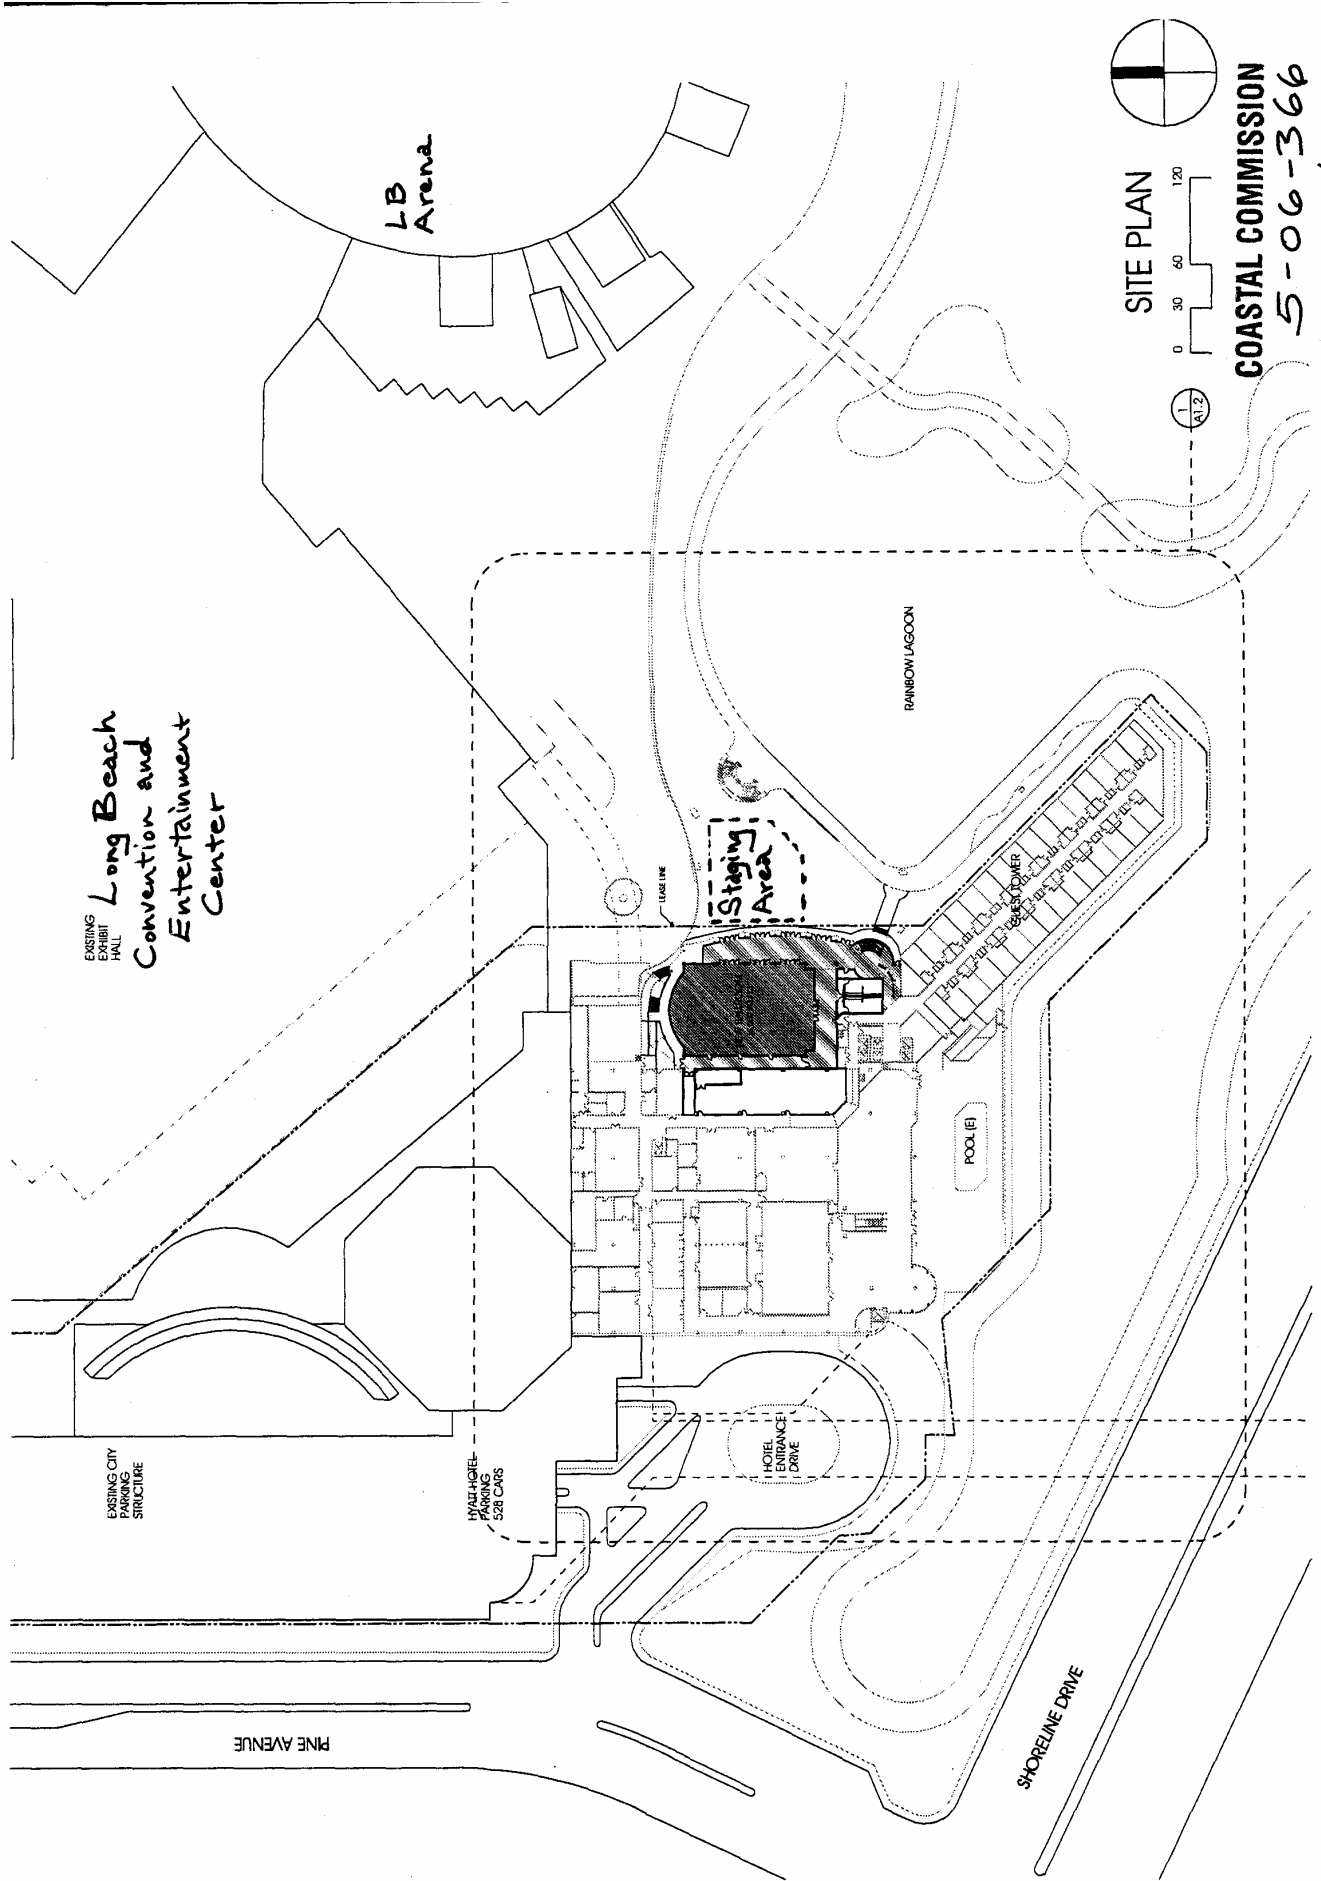 LB
Arena
SITE PLAN
0 30 60 120
COASTAL COMMISSION
5-06-366
1
A1.2
EXISTING
EXHIBIT
HALL
Long Beach
Convention and
Entertainment
Center
RAINBOW LAGOON
LEASE LINE
Staging
Area
GUEST TOWER
POOL (E)
EXISTING CITY
PARKING
STRUCTURE
HYATT HOTEL
PARKING
528 CARS
HOTEL
ENTRANCE
DRIVE
PINE AVENUE
SHORELINE DRIVE